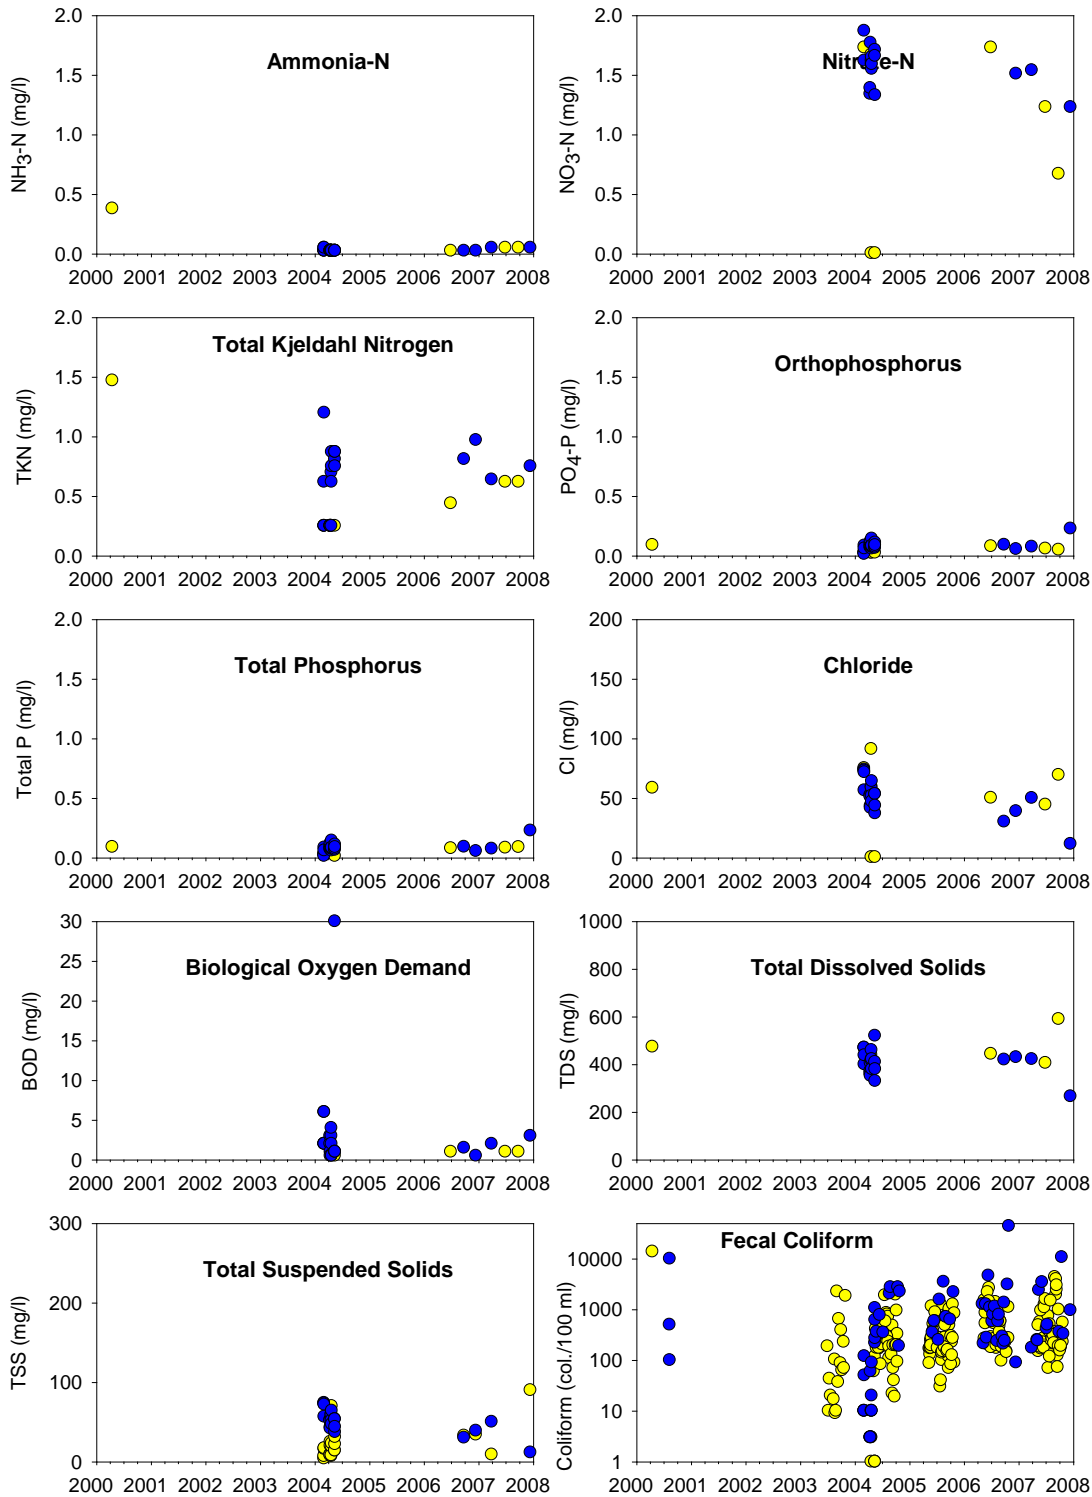 Ammonia-N
NH3-N (mg/l)
2.0
1.5
1.0
0.5
0.0
2000 2001 2002 2003 2004 2005 2006 2007 2008
Nitrate-N
NO3-N (mg/l)
2.0
1.5
1.0
0.5
0.0
2000 2001 2002 2003 2004 2005 2006 2007 2008
Total Kjeldahl Nitrogen
TKN (mg/l)
2.0
1.5
1.0
0.5
0.0
2000 2001 2002 2003 2004 2005 2006 2007 2008
Orthophosphorus
PO4-P (mg/l)
2.0
1.5
1.0
0.5
0.0
2000 2001 2002 2003 2004 2005 2006 2007 2008
Total Phosphorus
Total P (mg/l)
2.0
1.5
1.0
0.5
0.0
2000 2001 2002 2003 2004 2005 2006 2007 2008
Chloride
Cl (mg/l)
200
150
100
50
0
2000 2001 2002 2003 2004 2005 2006 2007 2008
Biological Oxygen Demand
BOD (mg/l)
30
25
20
15
10
5
0
2000 2001 2002 2003 2004 2005 2006 2007 2008
Total Dissolved Solids
TDS (mg/l)
1000
800
600
400
200
0
2000 2001 2002 2003 2004 2005 2006 2007 2008
Total Suspended Solids
TSS (mg/l)
300
200
100
0
2000 2001 2002 2003 2004 2005 2006 2007 2008
Fecal Coliform
Coliform (col./100 ml)
10000
1000
100
10
1
2000 2001 2002 2003 2004 2005 2006 2007 2008